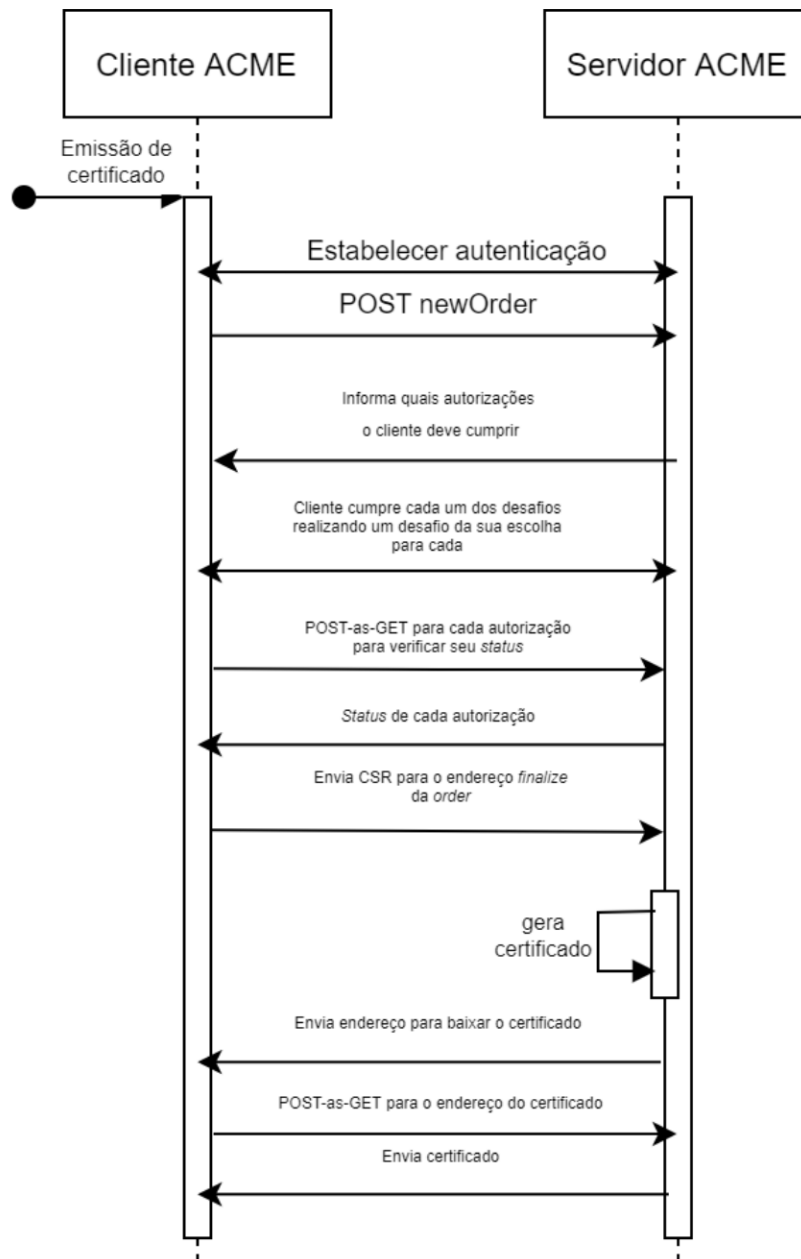 Cliente ACME
Servidor ACME
Emissão de
certificado
Estabelecer autenticação
POST newOrder
Informa quais autorizações
o cliente deve cumprir
Cliente cumpre cada um dos desafios
realizando um desafio da sua escolha
para cada
POST-as-GET para cada autorização
para verificar seu status
Status de cada autorização
Envia CSR para o endereço finalize
da order
gera
certificado
Envia endereço para baixar o certificado
POST-as-GET para o endereço do certificado
Envia certificado